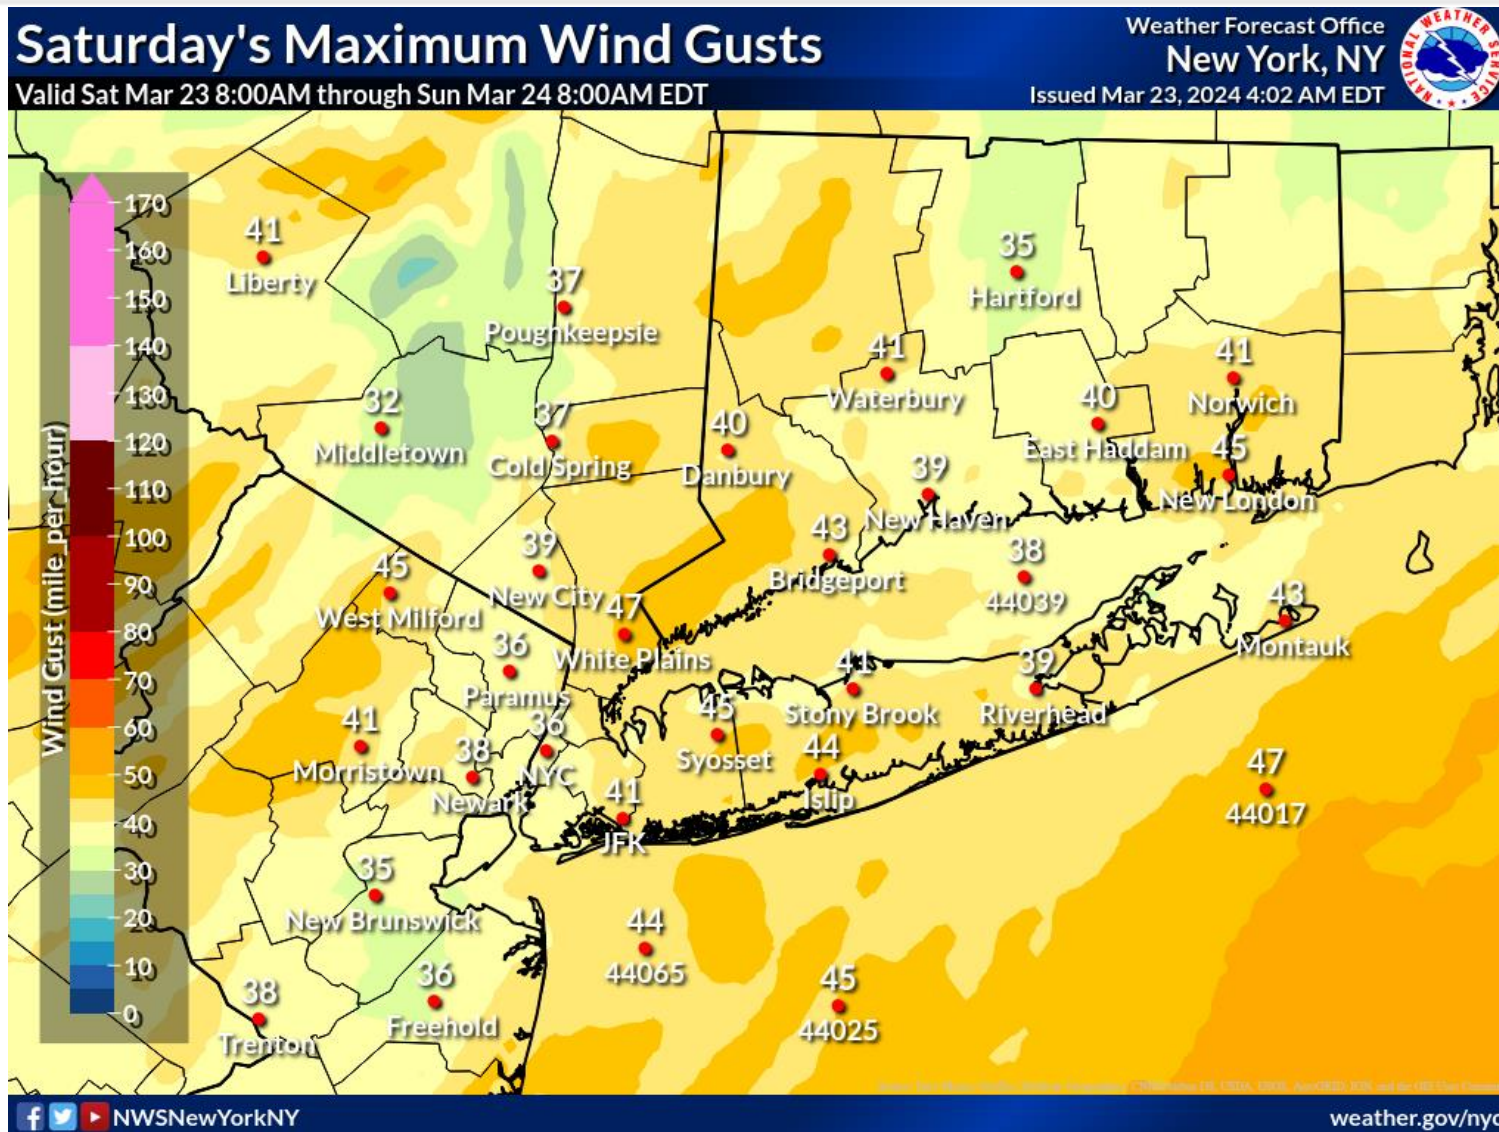 Saturday's Maximum Wind Gusts
Valid Sat Mar 23 8:00AM through Sun Mar 24 8:00AM EDT
Weather Forecast Office
New York, NY
Issued Mar 23, 2024 4:02 AM EDT
NATIONAL WEATHER SERVICE
Wind Gust (mile_per_hour)
170
160
150
140
130
120
110
100
90
80
70
60
50
40
30
20
10
0
41
Liberty
37
Poughkeepsie
35
Hartford
41
Waterbury
41
Norwich
32
Middletown
37
Cold Spring
40
Danbury
40
East Haddam
39
New Haven
45
New London
43
Bridgeport
38
44039
39
New City
45
West Milford
47
White Plains
43
Montauk
36
Paramus
41
Stony Brook
39
Riverhead
41
Morristown
38
Newark
36
NYC
45
Syosset
44
Islip
41
JFK
47
44017
35
New Brunswick
44
44065
45
44025
36
Freehold
38
Trenton
NWSNewYorkNY
weather.gov/nyc